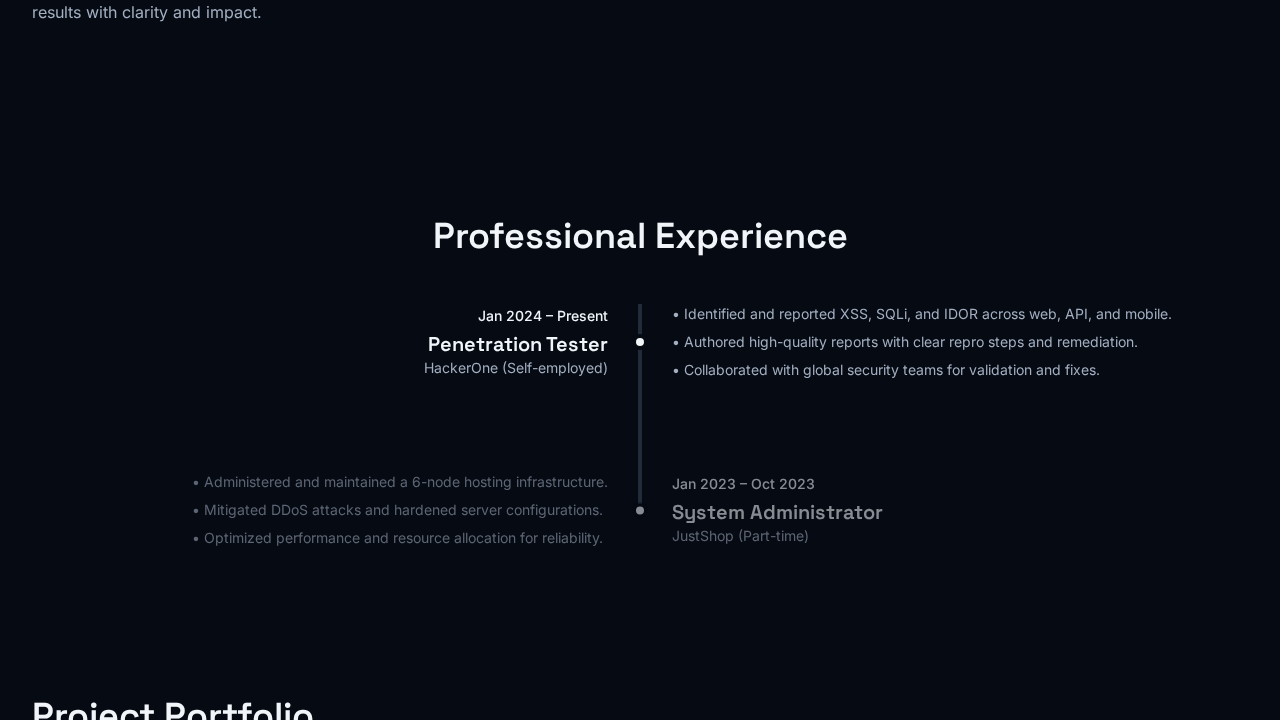 results with clarity and impact.
Professional Experience
Jan 2024 – Present
Penetration Tester
HackerOne (Self-employed)
• Identified and reported XSS, SQLi, and IDOR across web, API, and mobile.
• Authored high-quality reports with clear repro steps and remediation.
• Collaborated with global security teams for validation and fixes.
• Administered and maintained a 6-node hosting infrastructure.
• Mitigated DDoS attacks and hardened server configurations.
• Optimized performance and resource allocation for reliability.
Jan 2023 – Oct 2023
System Administrator
JustShop (Part-time)
Project Portfolio